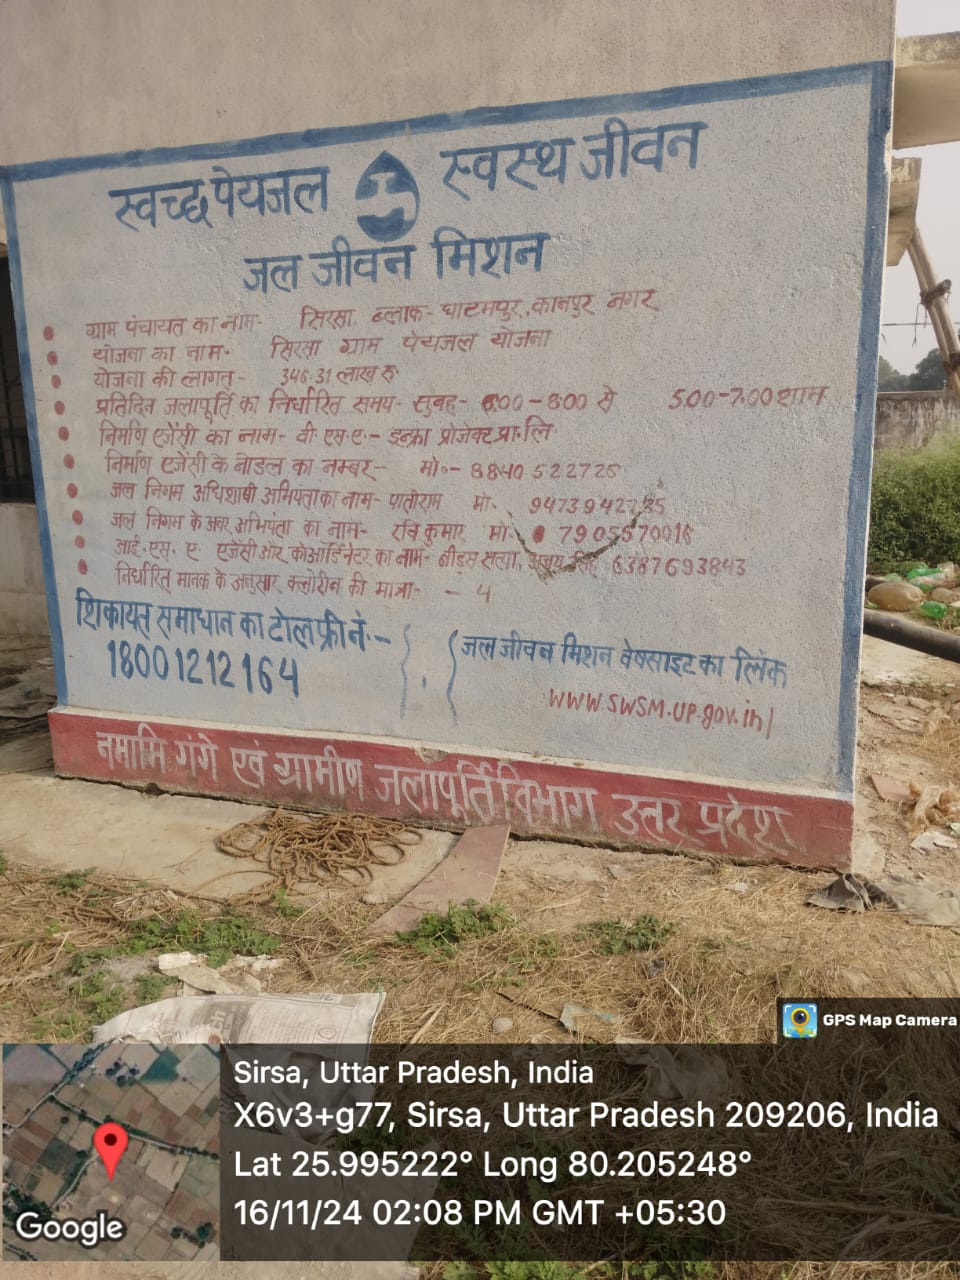 स्वच्छ पेयजल स्वस्थ जीवन
जल जीवन मिशन
ग्राम पंचायत का नाम- सिरसा, ब्लाक- घाटमपुर, कानपुर नगर
योजना का नाम- सिरसा ग्राम पेयजल योजना
योजना की लागत- 346.31 लाख रु
प्रतिदिन जलापूर्ति का निर्धारित समय- सुबह- 6:00-8:00 से 5.00-7.00 शाम
निर्माण एजेंसी का नाम- वी. एस. ए.- इन्फ्रा प्रोजेक्ट प्रा. लि.
निर्माण एजेंसी के नोडल का नम्बर- मो०- 8840522725
जल निगम अधिशाषी अभियंता का नाम- पातीराम मो.
जल निगम के अवर अभियंता का नाम- रवि कुमार मो.
आई. एस. ए. एजेंसी और कोआर्डिनेटर का नाम- नीड्स संस्था, 6387693843
निर्धारित मानक के अनुसार क्लोरीन की मात्रा- - 4
शिकायत समाधान का टोल फ्री नं.-
18001212164
जल जीवन मिशन वेबसाइट का लिंक
www.swsm.up.gov.in
नमामि गंगे एवं ग्रामीण जलापूर्ति विभाग उत्तर प्रदेश
GPS Map Camera
Sirsa, Uttar Pradesh, India
X6v3+g77, Sirsa, Uttar Pradesh 209206, India
Lat 25.995222° Long 80.205248°
16/11/24 02:08 PM GMT +05:30
Google